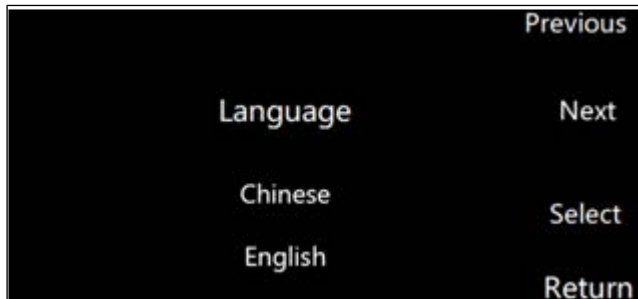 Previous
Language
Next
Chinese
Select
English
Return